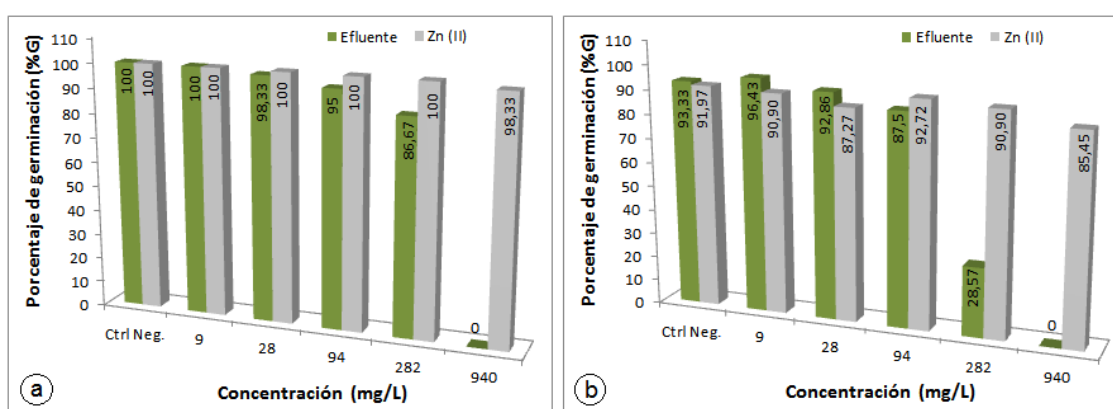 Efluente Zn (II)
Porcentaje de germinación (%G)
110
100
90
80
70
60
50
40
30
20
10
0
100 100 100 100 98,33 100 95 100 86,67 100 0 98,33
Ctrl Neg. 9 28 94 282 940
Concentración (mg/L)
a
Efluente Zn (II)
Porcentaje de germinación (%G)
110
100
90
80
70
60
50
40
30
20
10
0
93,33 91,97 96,43 90,90 92,86 87,27 87,5 92,72 28,57 90,90 0 85,45
Ctrl Neg. 9 28 94 282 940
Concentración (mg/L)
b